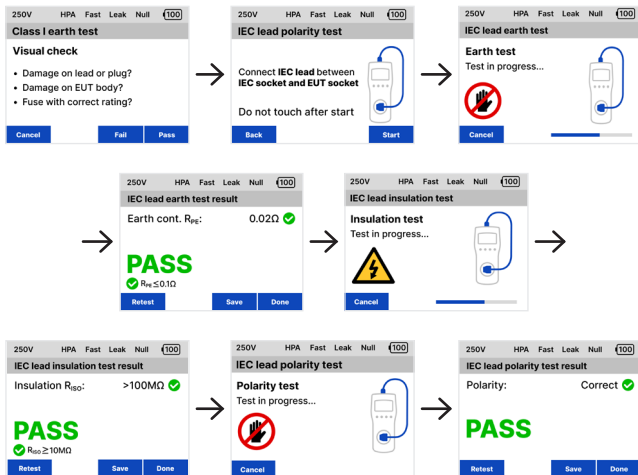 250V HPA Fast Leak Null 100
Class I earth test
Visual check
• Damage on lead or plug?
• Damage on EUT body?
• Fuse with correct rating?
Cancel Fail Pass
250V HPA Fast Leak Null 100
IEC lead polarity test
Connect IEC lead between
IEC socket and EUT socket
Do not touch after start
Back Start
250V HPA Fast Leak Null 100
IEC lead earth test
Earth test
Test in progress...
Cancel
250V HPA Fast Leak Null 100
IEC lead earth test result
Earth cont. RPE: 0.02Ω
PASS
RPE≤0.1Ω
Retest Save Done
250V HPA Fast Leak Null 100
IEC lead insulation test
Insulation test
Test in progress...
Cancel
250V HPA Fast Leak Null 100
IEC lead insulation test result
Insulation RISO: >100MΩ
PASS
RISO≥10MΩ
Retest Save Done
250V HPA Fast Leak Null 100
IEC lead polarity test
Polarity test
Test in progress...
Cancel
250V HPA Fast Leak Null 100
IEC lead polarity test result
Polarity: Correct
PASS
Retest Save Done